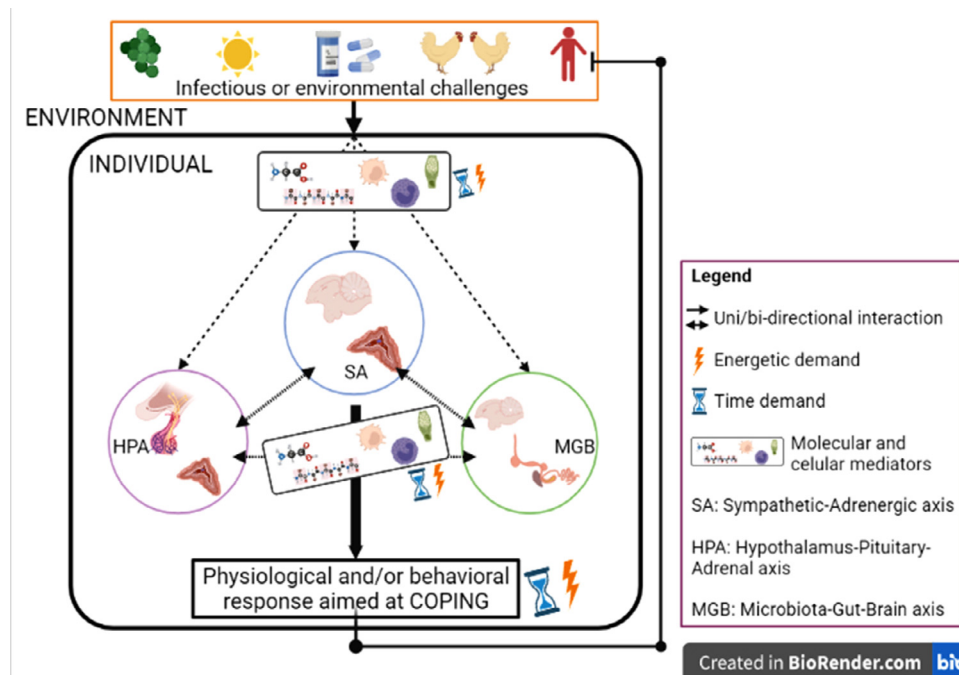 Infectious or environmental challenges
ENVIRONMENT
INDIVIDUAL
SA
HPA
MGB
Physiological and/or behavioral
response aimed at COPING
Legend
Uni/bi-directional interaction
Energetic demand
Time demand
Molecular and
cellular mediators
SA: Sympathetic-Adrenergic axis
HPA: Hypothalamus-Pituitary-
Adrenal axis
MGB: Microbiota-Gut-Brain axis
Created in BioRender.com